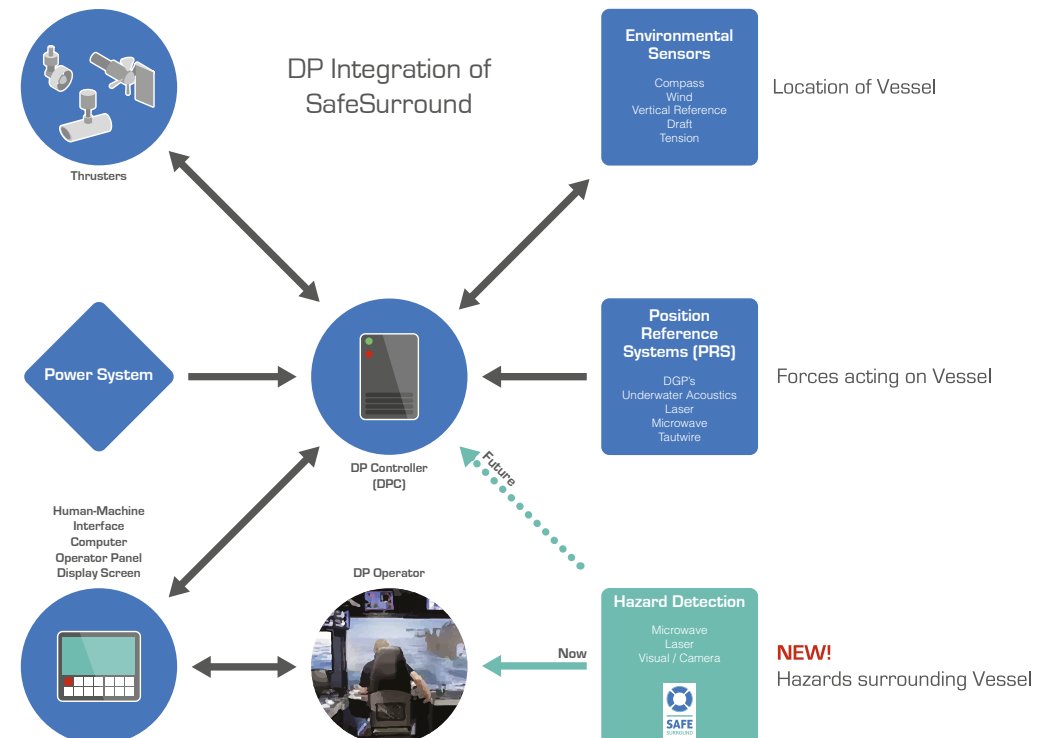 DP Integration of
SafeSurround
Thrusters
Environmental
Sensors
Compass
Wind
Vertical Reference
Draft
Tension
Location of Vessel
Power System
DP Controller
(DPC)
Position
Reference
Systems (PRS)
DGP's
Underwater Acoustics
Laser
Microwave
Tautwire
Forces acting on Vessel
Future
Human-Machine
Interface
Computer
Operator Panel
Display Screen
DP Operator
Now
Hazard Detection
Microwave
Laser
Visual / Camera
SAFE
SURROUND
NEW!
Hazards surrounding Vessel